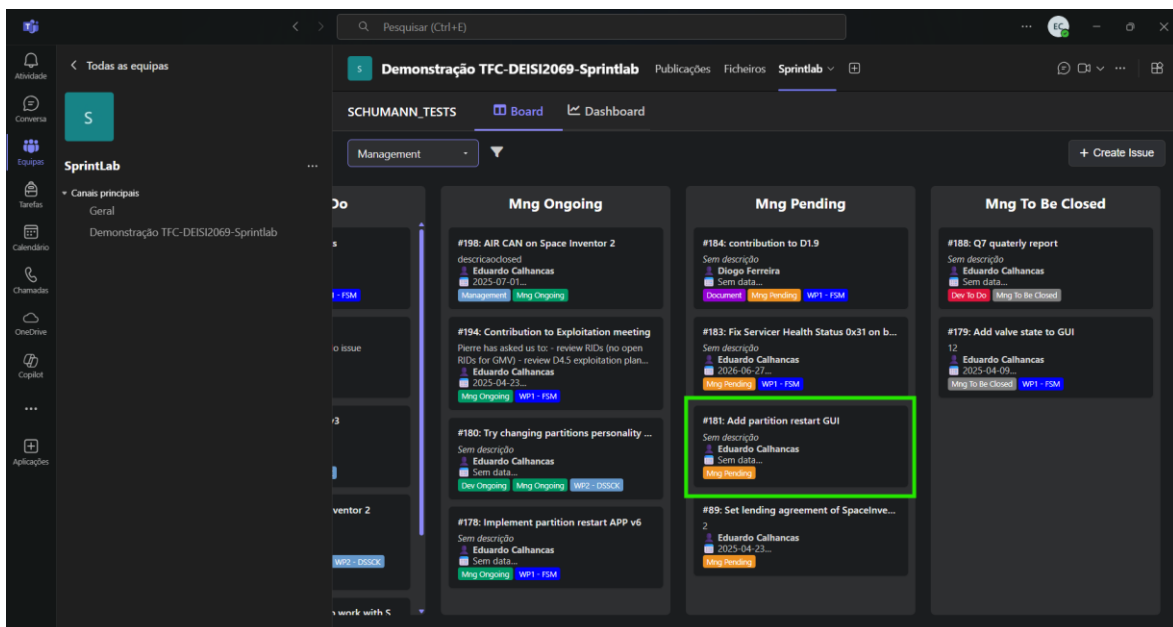 Pesquisar (Ctrl+E)
EC
Atividade
Conversa
Equipas
Tarefas
Calendário
Chamadas
OneDrive
Copilot
Aplicações
Todas as equipas
S
SprintLab
Canais principais
Geral
Demonstração TFC-DEISI2069-Sprintlab
S
Demonstração TFC-DEISI2069-Sprintlab Publicações Ficheiros Sprintlab
SCHUMANN_TESTS Board Dashboard
Management
+ Create Issue
Do
s
1 - FSM
o issue
v3
ventor 2
WP2 - DSSCK
work with S
Mng Ongoing
#198: AIR CAN on Space Inventor 2
descricaoclosed
Eduardo Calhancas
2025-07-01...
Management Mng Ongoing
#194: Contribution to Exploitation meeting
Pierre has asked us to: - review RIDs (no open
RIDs for GMV) - review D4.5 exploitation plan...
Eduardo Calhancas
2025-04-23...
Mng Ongoing WP1 - FSM
#180: Try changing partitions personality ...
Sem descrição
Eduardo Calhancas
Sem data...
Dev Ongoing Mng Ongoing WP2 - DSSCK
#178: Implement partition restart APP v6
Sem descrição
Eduardo Calhancas
Sem data...
Mng Ongoing WP1 - FSM
Mng Pending
#184: contribution to D1.9
Sem descrição
Diogo Ferreira
Sem data...
Document Mng Pending WP1 - FSM
#183: Fix Servicer Health Status 0x31 on b...
Sem descrição
Eduardo Calhancas
2026-06-27...
Mng Pending WP1 - FSM
#181: Add partition restart GUI
Sem descrição
Eduardo Calhancas
Sem data...
Mng Pending
#89: Set lending agreement of SpaceInve...
2
Eduardo Calhancas
2025-04-23...
Mng Pending
Mng To Be Closed
#188: Q7 quaterly report
Sem descrição
Eduardo Calhancas
Sem data...
Dev To Do Mng To Be Closed
#179: Add valve state to GUI
12
Eduardo Calhancas
2025-04-09...
Mng To Be Closed WP1 - FSM